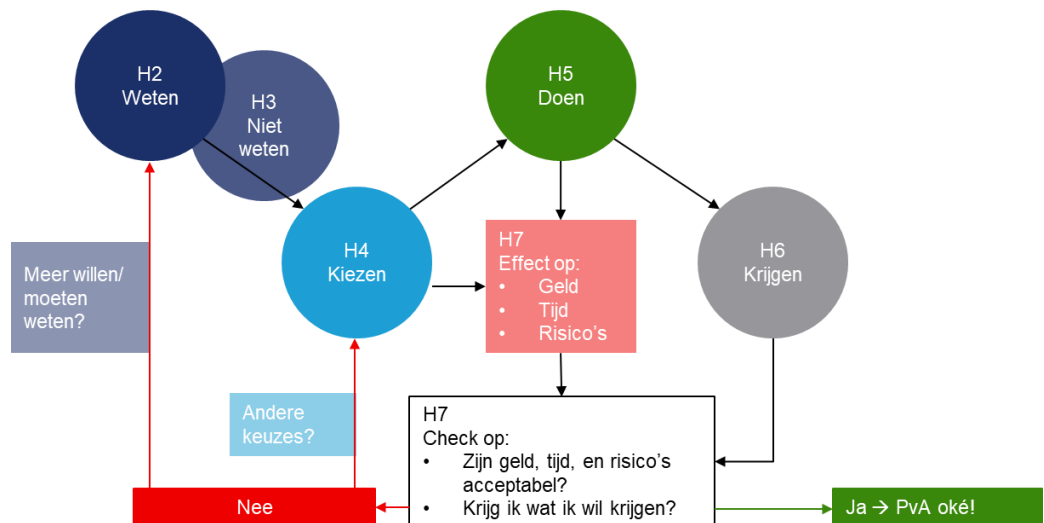 H2
Weten
H3
Niet
weten
H5
Doen
H4
Kiezen
H7
Effect op:
• Geld
• Tijd
• Risico's
H6
Krijgen
Meer willen/
moeten
weten?
Andere
keuzes?
H7
Check op:
• Zijn geld, tijd, en risico's
acceptabel?
• Krijg ik wat ik wil krijgen?
Nee
Ja → PvA oké!